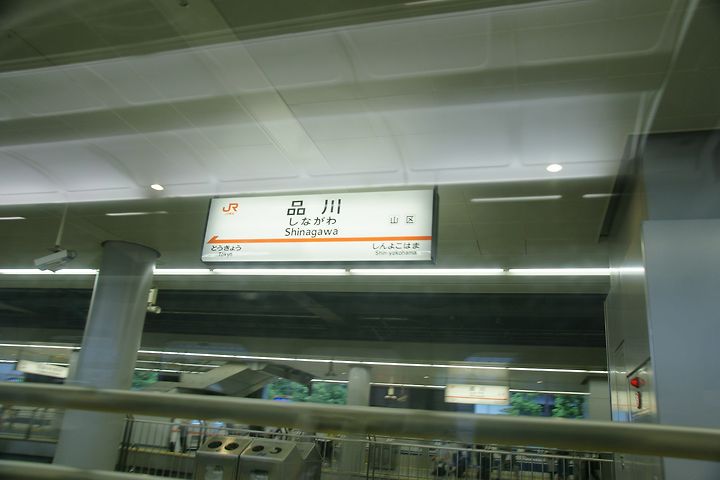 JR
品川
しながわ
Shinagawa
山 区
とうきょう
Tōkyō
しんよこはま
Shin-yokohama